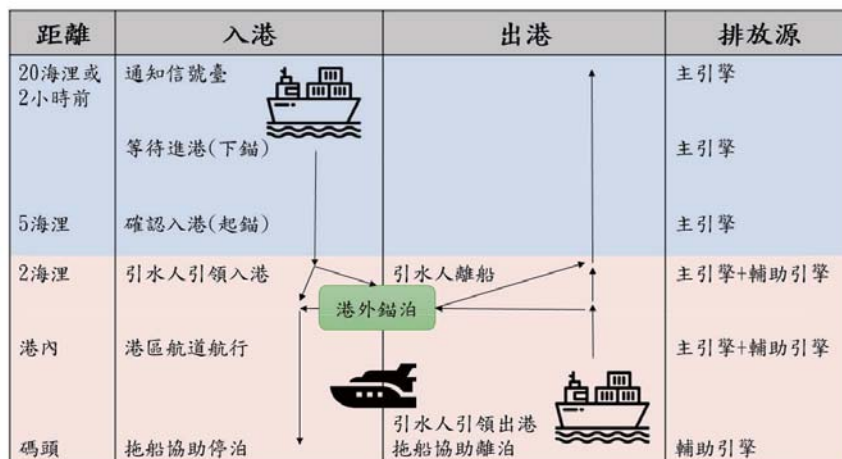 距離 入港 出港 排放源
20海浬或 通知信號臺 主引擎
2小時前
等待進港(下錨) 主引擎
5海浬 確認入港(起錨) 主引擎
2海浬 引水人引領入港 引水人離船 主引擎+輔助引擎
港外錨泊
港內 港區航道航行 主引擎+輔助引擎
引水人引領出港
碼頭 拖船協助停泊 拖船協助離泊 輔助引擎